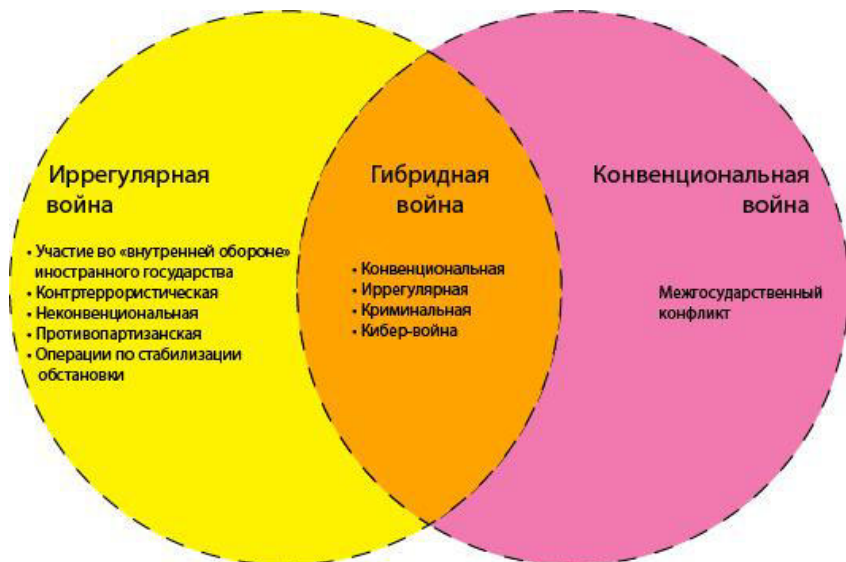 Иррегулярная
война
• Участие во «внутренней обороне»
иностранного государства
• Контртеррористическая
• Неконвенциональная
• Противопартизанская
• Операции по стабилизации
обстановки
Гибридная
война
• Конвенциональная
• Иррегулярная
• Криминальная
• Кибер-война
Конвенциональная
война
Межгосударственный
конфликт